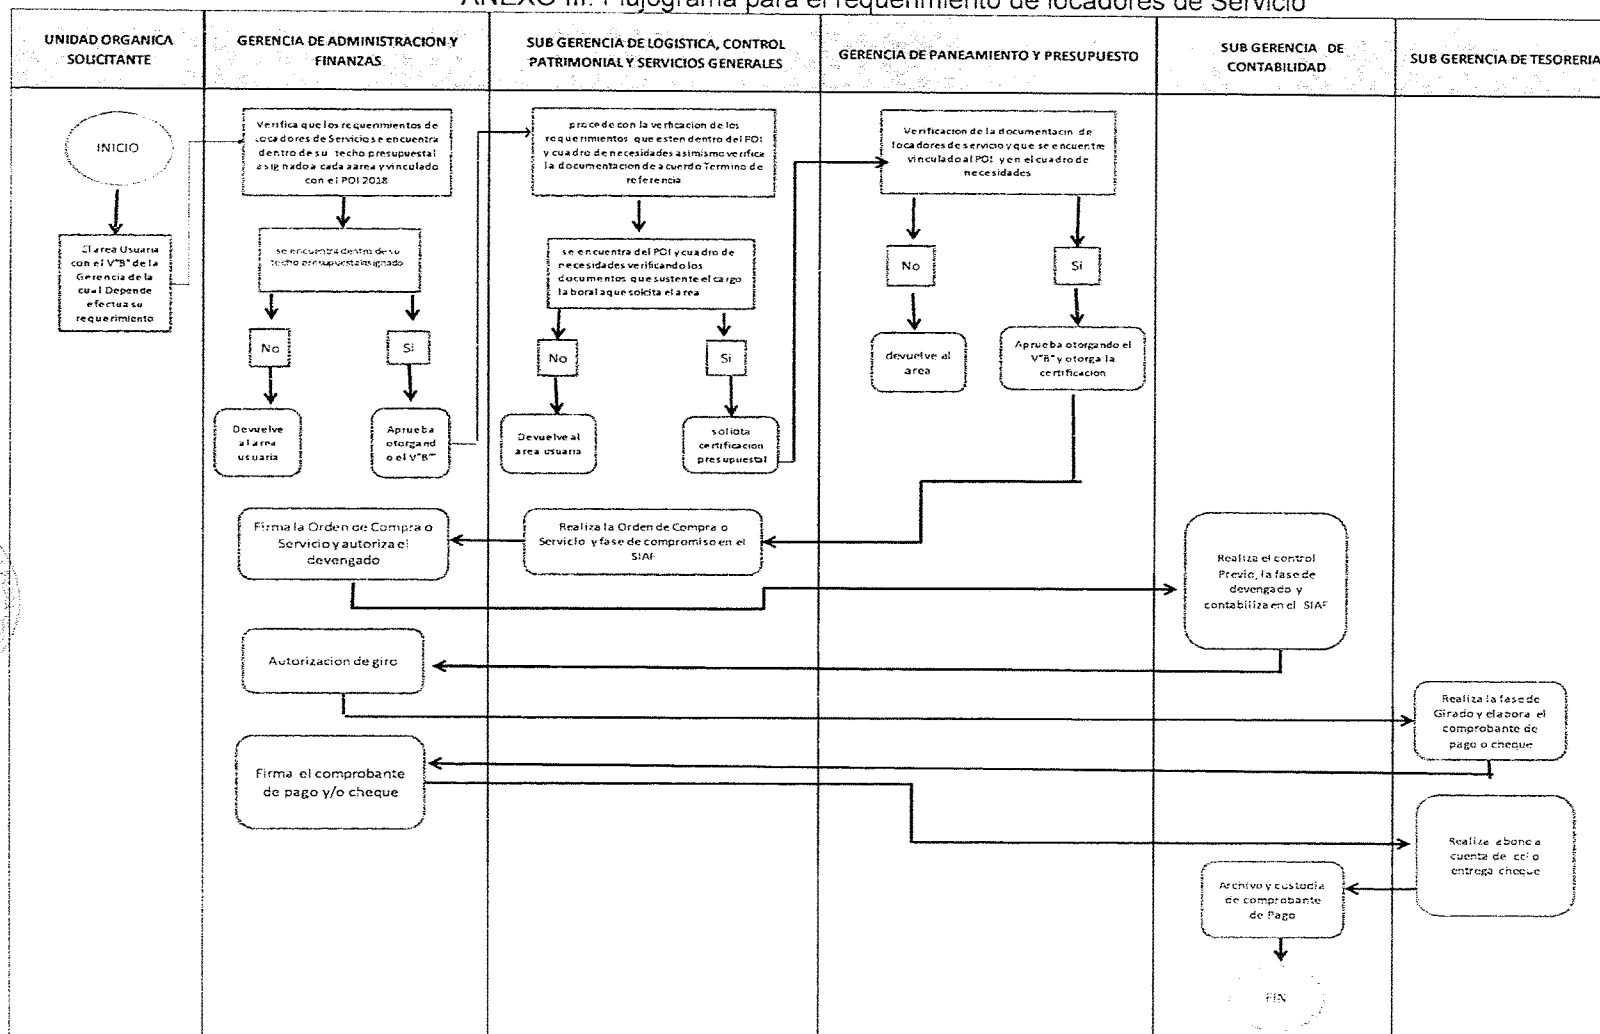 ANEXO III: Flujograma para el requerimiento de locadores de Servicio
UNIDAD ORGANICA
SOLICITANTE
GERENCIA DE ADMINISTRACION Y
FINANZAS
SUB GERENCIA DE LOGISTICA, CONTROL
PATRIMONIAL Y SERVICIOS GENERALES
GERENCIA DE PANEAMIENTO Y PRESUPUESTO
SUB GERENCIA DE
CONTABILIDAD
SUB GERENCIA DE TESORERIA
INICIO
El area Usuaria
con el V°B° de la
Gerencia de la
cual Depende
efectua su
requerimiento
Verifica que los requerimientos de
Locadores de Servicio se encuentra
dentro de su techo presupuestal
asignado a cada aarea y vinculado
con el POI 2018
se encuentra dentro de su
techo presupuestal asignado
No
Si
Devuelve
al area
usuaria
Aprueba
otorgand
o el V°B°
procede con la verficacion de los
requerimientos que esten dentro del POI
y cuadro de necesidades asimismo verifica
la documentacion de acuerdo Termino de
referencia
se encuentra del POI y cuadro de
necesidades verificando los
documentos que sustente el cargo
laboral aque solicita el area
No
Si
Devuelve al
area usuaria
solicita
certificacion
presupuestal
Verificacion de la documentacin de
locadores de servicio y que se encuentre
vinculado al POI y en el cuadro de
necesidades
No
Si
devuelve al
area
Aprueba otorgando el
V°B° y otorga la
certificacion
Firma la Orden de Compra o
Servicio y autoriza el
devengado
Realiza la Orden de Compra o
Servicio y fase de compromiso en el
SIAF
Realiza el control
Previo, la fase de
devengado y
contabiliza en el SIAF
Autorizacion de giro
Realiza la fase de
Girado y elabora el
comprobante de
pago o cheque
Firma el comprobante
de pago y/o cheque
Realiza abono a
cuenta de cci o
entrega cheque
Archivo y custodia
de comprobante
de Pago
FIN